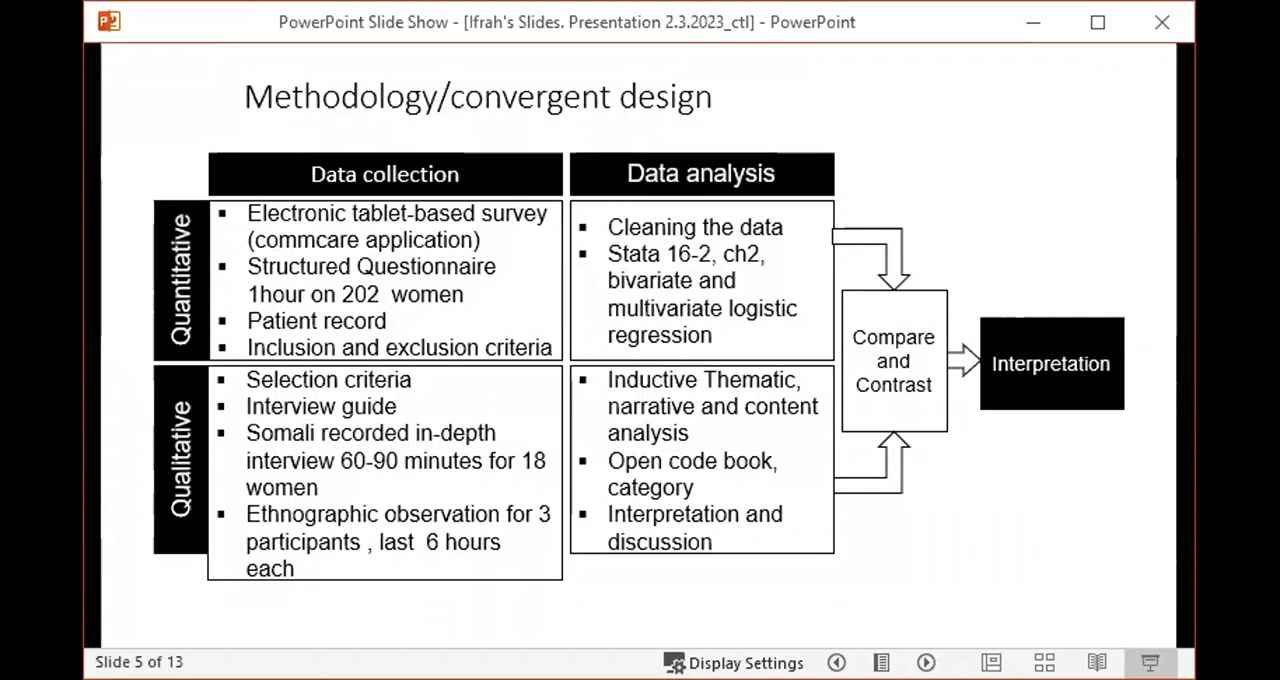 PowerPoint Slide Show - [Ifrah's Slides. Presentation 2.3.2023_ctl] - PowerPoint
Methodology/convergent design
Data collection
Data analysis
Quantitative
▪ Electronic tablet-based survey
(commcare application)
▪ Structured Questionnaire
1hour on 202 women
▪ Patient record
▪ Inclusion and exclusion criteria
▪ Cleaning the data
▪ Stata 16-2, ch2,
bivariate and
multivariate logistic
regression
Qualitative
▪ Selection criteria
▪ Interview guide
▪ Somali recorded in-depth
interview 60-90 minutes for 18
women
▪ Ethnographic observation for 3
participants , last 6 hours
each
▪ Inductive Thematic,
narrative and content
analysis
▪ Open code book,
category
▪ Interpretation and
discussion
Compare
and
Contrast
Interpretation
Slide 5 of 13
Display Settings